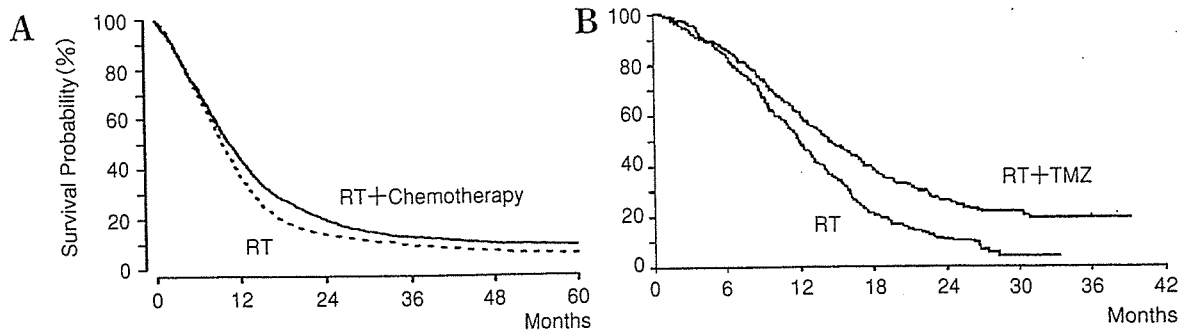 A
Survival Probability (%)
100
80
60
40
20
0
RT+Chemotherapy
RT
0 12 24 36 48 60
Months
B
100
80
60
40
20
0
RT+TMZ
RT
0 6 12 18 24 30 36 42
Months